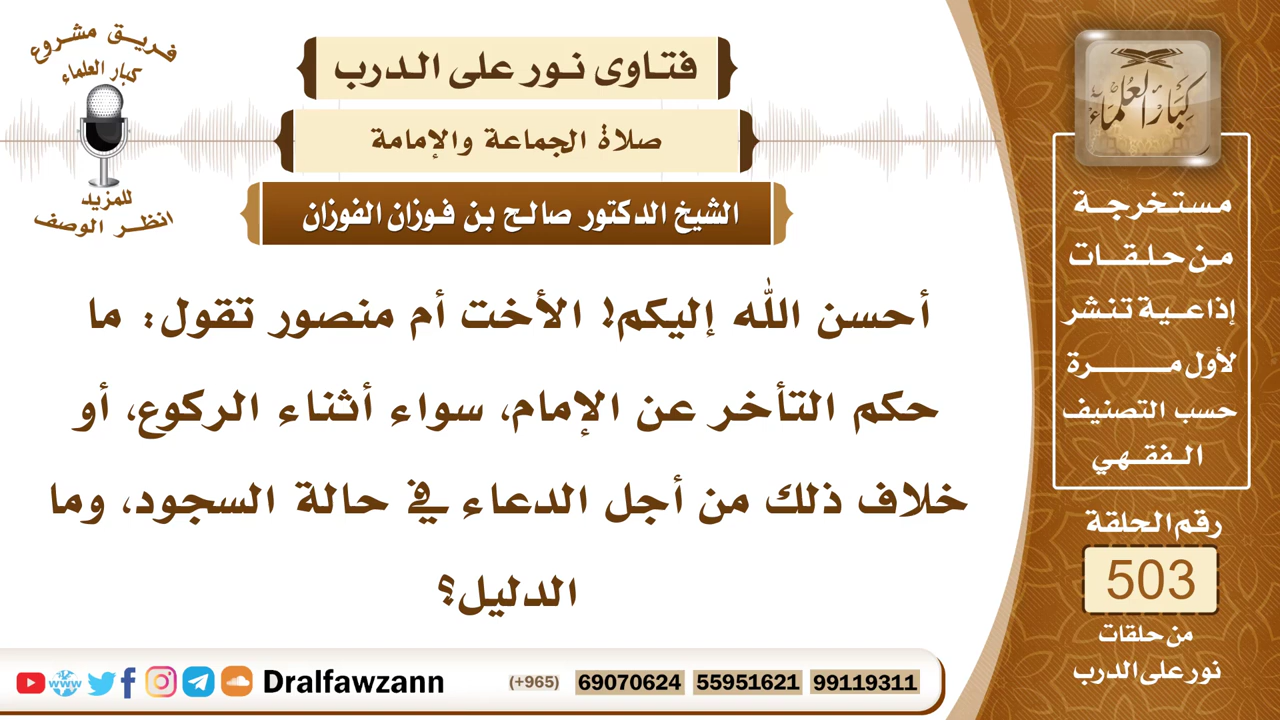 فريق مشروع
كبار العلماء
للمزيد
انظر الوصف
فتاوى نور على الدرب
صلاة الجماعة والإمامة
الشيخ الدكتور صالح بن فوزان الفوزان
أحسن الله إليكم! الأخت أم منصور تقول: ما
حكم التأخر عن الإمام، سواء أثناء الركوع، أو
خلاف ذلك من أجل الدعاء في حالة السجود، وما
الدليل؟
كبار العلماء
مستخرجة
من حلقات
إذاعية تنشر
لأول مرة
حسب التصنيف
الفقهي
رقم الحلقة
503
من حلقات
نور على الدرب
www
Dralfawzann
(+965) 69070624 55951621 99119311